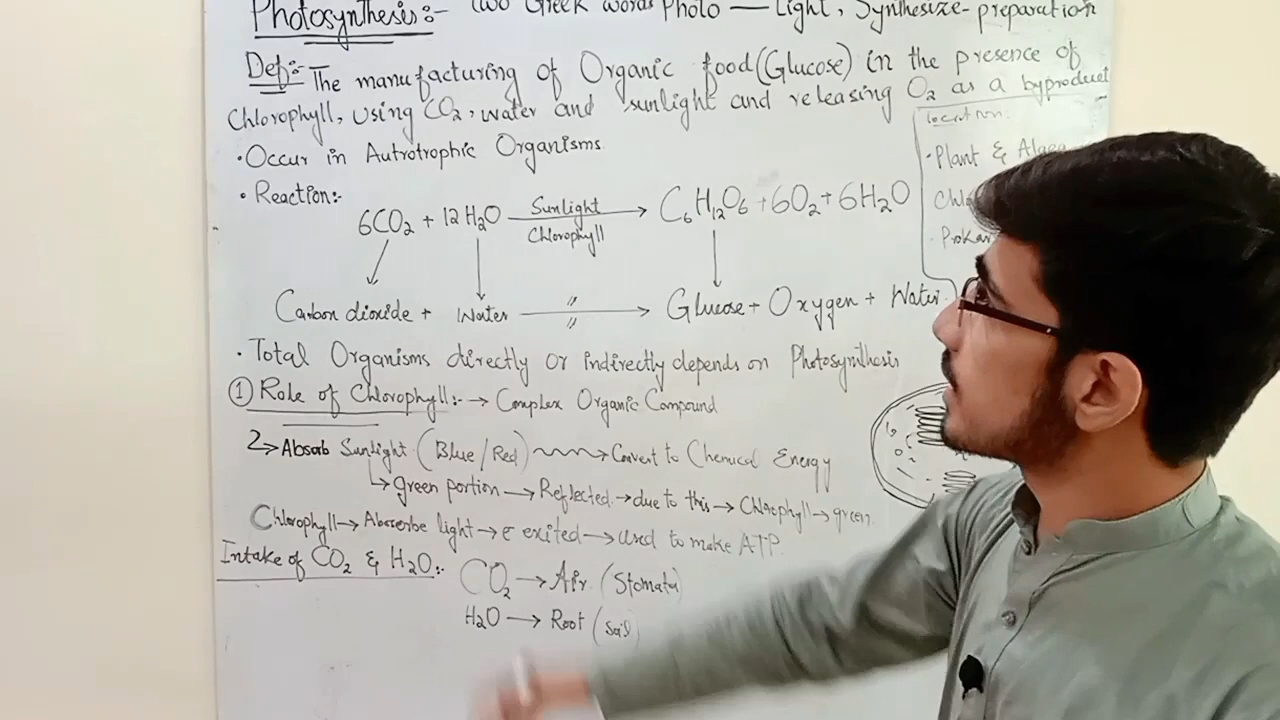 Photosynthesis:- two Greek words Photo — Light, Synthesize - preparation
Def:- The manufacturing of Organic food (Glucose) in the presence of
Chlorophyll, using CO2, water and sunlight and releasing O2 as a byproduct
location.
• Occur in Autrotrophic Organisms
• Plant & Algae
• Reaction:-
6CO2 + 12H2O Sunlight Chlorophyll → C6H12O6 + 6O2 + 6H2O
Carbon dioxide + Water → Glucose + Oxygen + Water.
• Total Organisms directly or indirectly depends on Photosynthesis
① Role of Chlorophyll:- → Complex Organic Compound
2→ Absorb Sunlight (Blue/Red) → Convert to Chemical Energy
↳ green portion → Reflected → due to this → Chlorophyll → green.
Chlorophyll → Absorbe light → e exited → used to make ATP.
Intake of CO2 & H2O:-
CO2 → Air (Stomata)
H2O → Root (Soil)